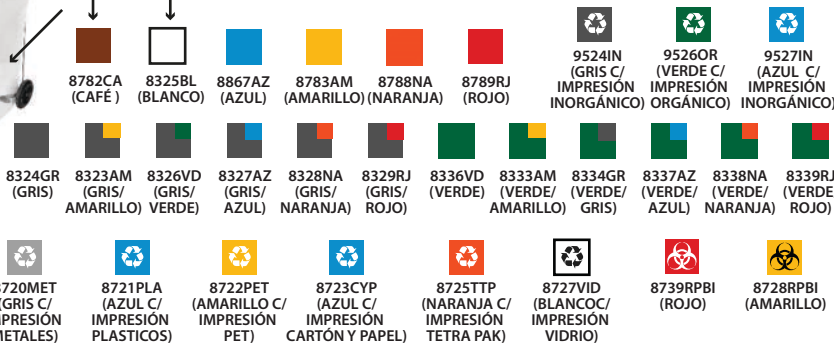 8782CA
(CAFÉ )
8325BL
(BLANCO)
8867AZ
(AZUL)
8783AM
(AMARILLO)
8788NA
(NARANJA)
8789RJ
(ROJO)
9524IN
(GRIS C/
IMPRESIÓN
INORGÁNICO)
9526OR
(VERDE C/
IMPRESIÓN
ORGÁNICO)
9527IN
(AZUL C/
IMPRESIÓN
INORGÁNICO)
8324GR
(GRIS)
8323AM
(GRIS/
AMARILLO)
8326VD
(GRIS/
VERDE)
8327AZ
(GRIS/
AZUL)
8328NA
(GRIS/
NARANJA)
8329RJ
(GRIS/
ROJO)
8336VD
(VERDE)
8333AM
(VERDE/
AMARILLO)
8334GR
(VERDE/
GRIS)
8337AZ
(VERDE/
AZUL)
8338NA
(VERDE/
NARANJA)
8339RJ
(VERDE
ROJO)
8720MET
(GRIS C/
IMPRESIÓN
METALES)
8721PLA
(AZUL C/
IMPRESIÓN
PLASTICOS)
8722PET
(AMARILLO C/
IMPRESIÓN
PET)
8723CYP
(AZUL C/
IMPRESIÓN
CARTÓN Y PAPEL)
8725TTP
(NARANJA C/
IMPRESIÓN
TETRA PAK)
8727VID
(BLANCOC/
IMPRESIÓN
VIDRIO)
8739RPBI
(ROJO)
8728RPBI
(AMARILLO)